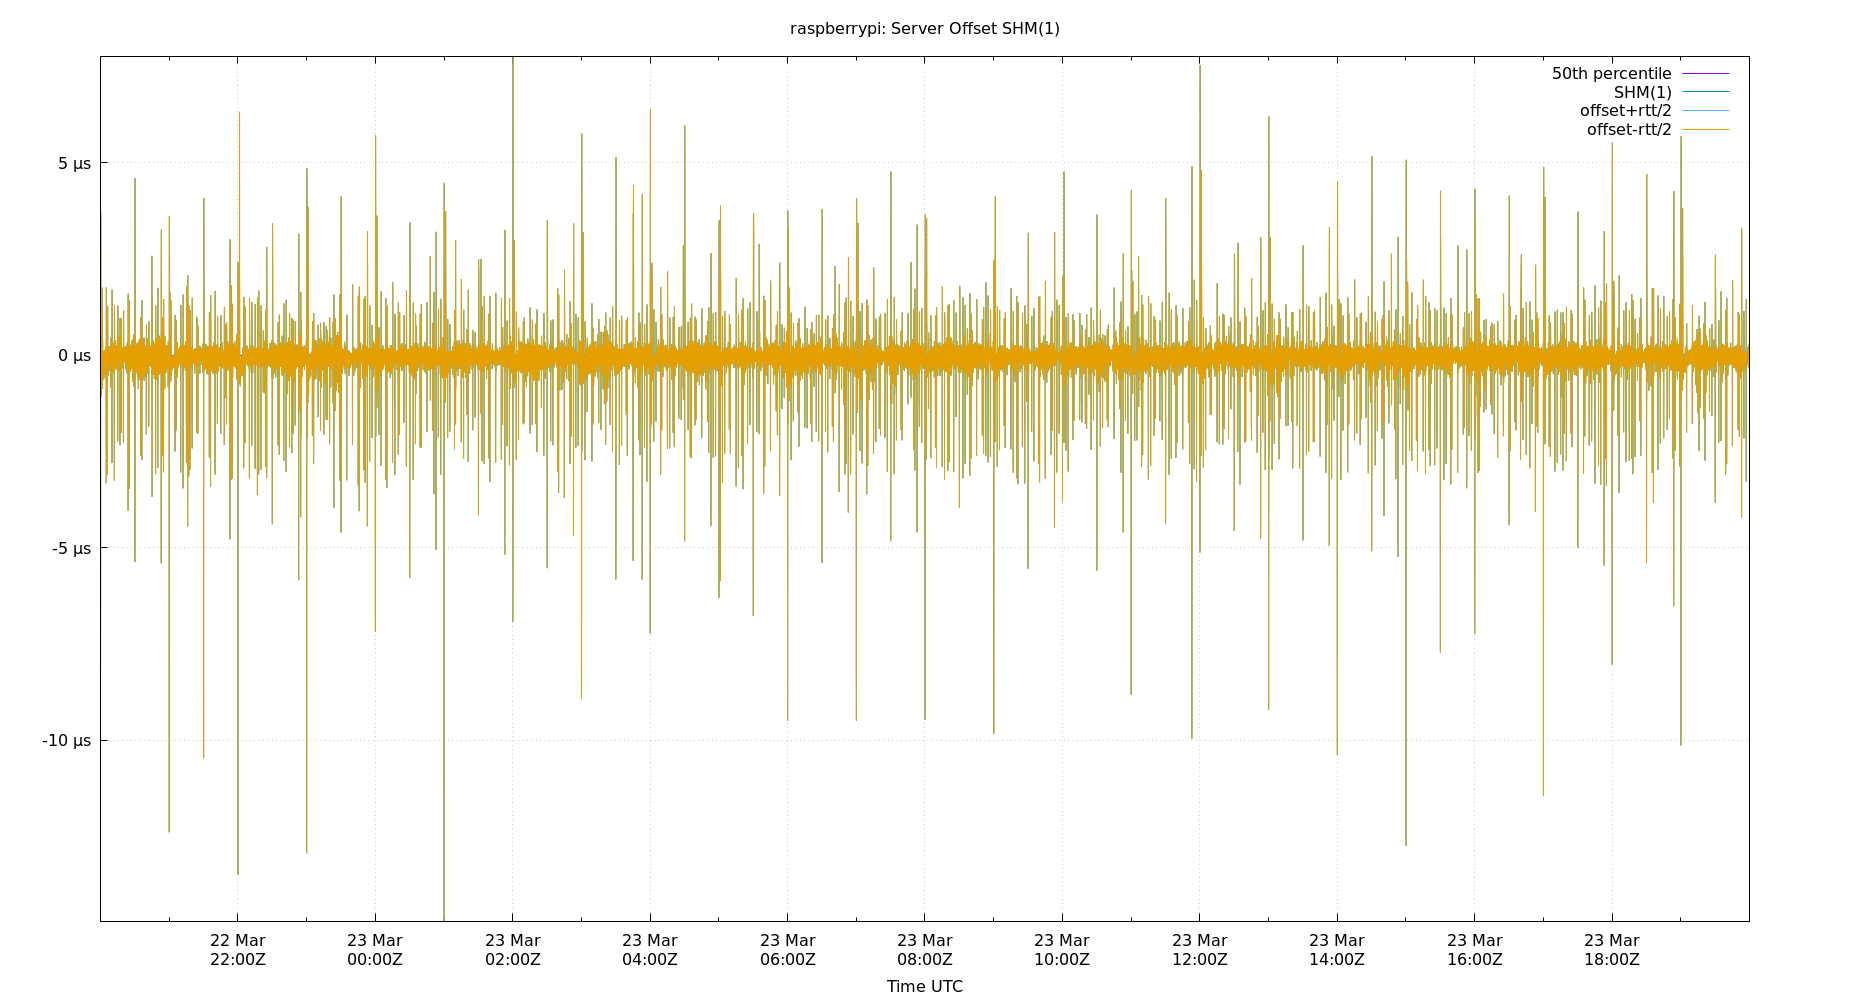 raspberrypi: Server Offset SHM(1)
50th percentile
SHM(1)
offset+rtt/2
offset-rtt/2
5 µs
0 µs
-5 µs
-10 µs
22 Mar 23 Mar 23 Mar 23 Mar 23 Mar 23 Mar 23 Mar 23 Mar 23 Mar 23 Mar 23 Mar
22:00Z 00:00Z 02:00Z 04:00Z 06:00Z 08:00Z 10:00Z 12:00Z 14:00Z 16:00Z 18:00Z
Time UTC